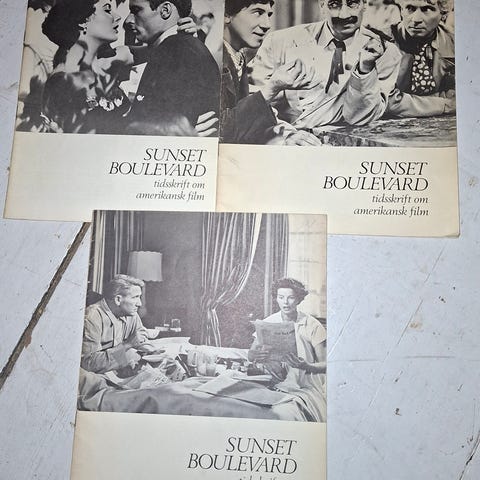 SUNSET
BOULEVARD
tidsskrift om
amerikansk film
SUNSET
BOULEVARD
tidsskrift om
amerikansk film
SUNSET
BOULEVARD